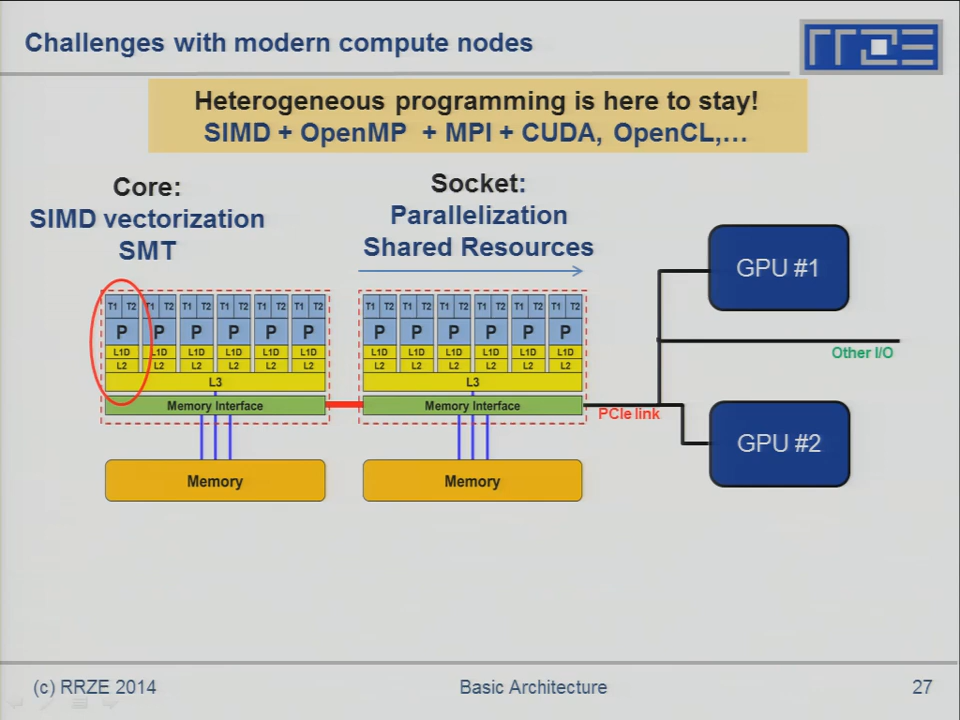 Challenges with modern compute nodes
RRZE
Heterogeneous programming is here to stay!
SIMD + OpenMP + MPI + CUDA, OpenCL,…
Core:
SIMD vectorization
SMT
Socket:
Parallelization
Shared Resources
T1 T2 T1 T2 T1 T2 T1 T2 T1 T2 T1 T2
P P P P P P
L1D L1D L1D L1D L1D L1D
L2 L2 L2 L2 L2 L2
L3
Memory Interface
Memory
T1 T2 T1 T2 T1 T2 T1 T2 T1 T2 T1 T2
P P P P P P
L1D L1D L1D L1D L1D L1D
L2 L2 L2 L2 L2 L2
L3
Memory Interface
Memory
PCIe link
GPU #1
Other I/O
GPU #2
(c) RRZE 2014
Basic Architecture
27